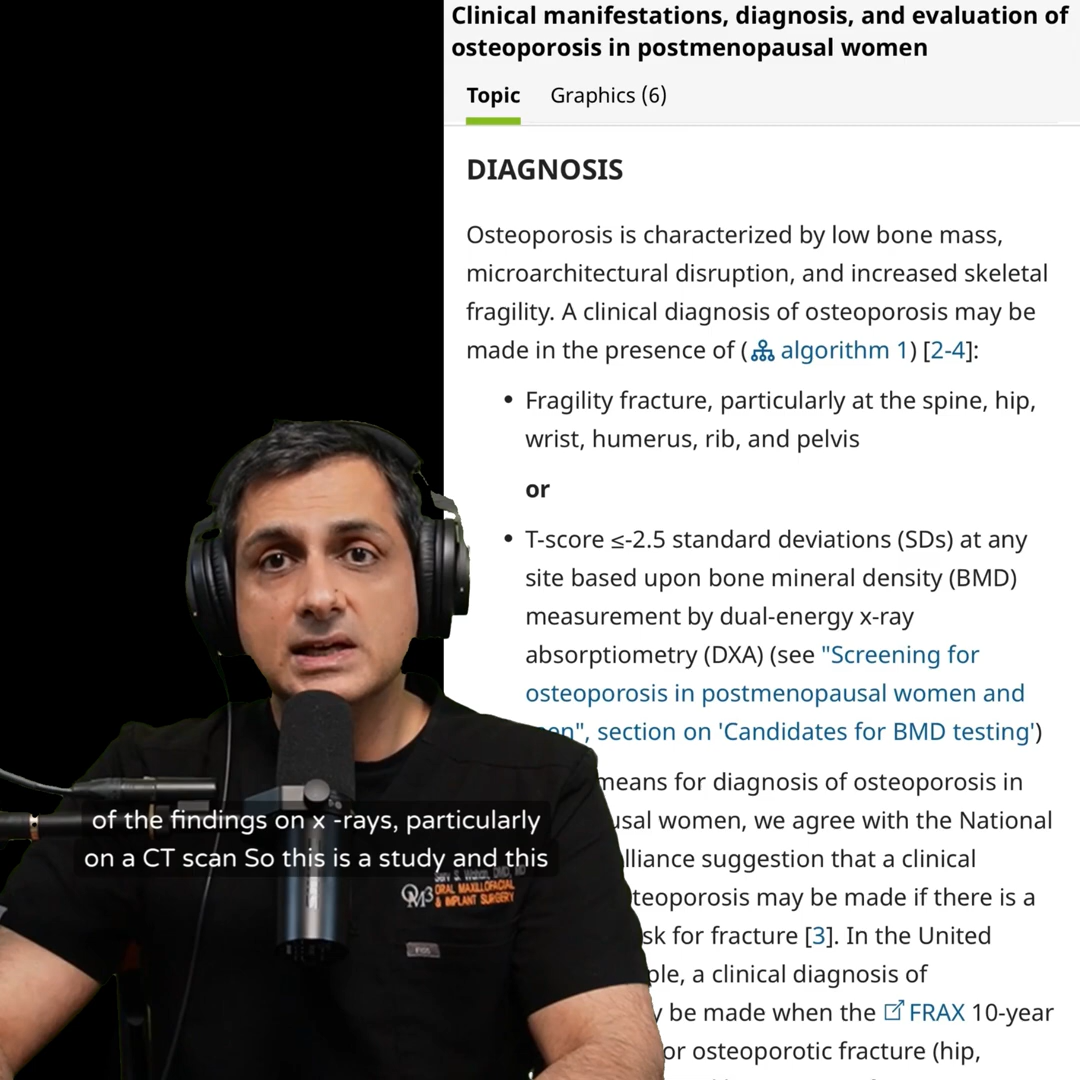 Clinical manifestations, diagnosis, and evaluation of
osteoporosis in postmenopausal women
Topic
Graphics (6)
DIAGNOSIS
Osteoporosis is characterized by low bone mass,
microarchitectural disruption, and increased skeletal
fragility. A clinical diagnosis of osteoporosis may be
made in the presence of (algorithm 1) [2-4]:
• Fragility fracture, particularly at the spine, hip,
wrist, humerus, rib, and pelvis
or
• T-score ≤-2.5 standard deviations (SDs) at any
site based upon bone mineral density (BMD)
measurement by dual-energy x-ray
absorptiometry (DXA) (see "Screening for
osteoporosis in postmenopausal women and
en", section on 'Candidates for BMD testing')
means for diagnosis of osteoporosis in
usal women, we agree with the National
lliance suggestion that a clinical
teoporosis may be made if there is a
sk for fracture [3]. In the United
ple, a clinical diagnosis of
y be made when the FRAX 10-year
or osteoporotic fracture (hip,
of the findings on x -rays, particularly
on a CT scan So this is a study and this
OM3 ORAL MAXILLOFACIAL
& IMPLANT SURGERY